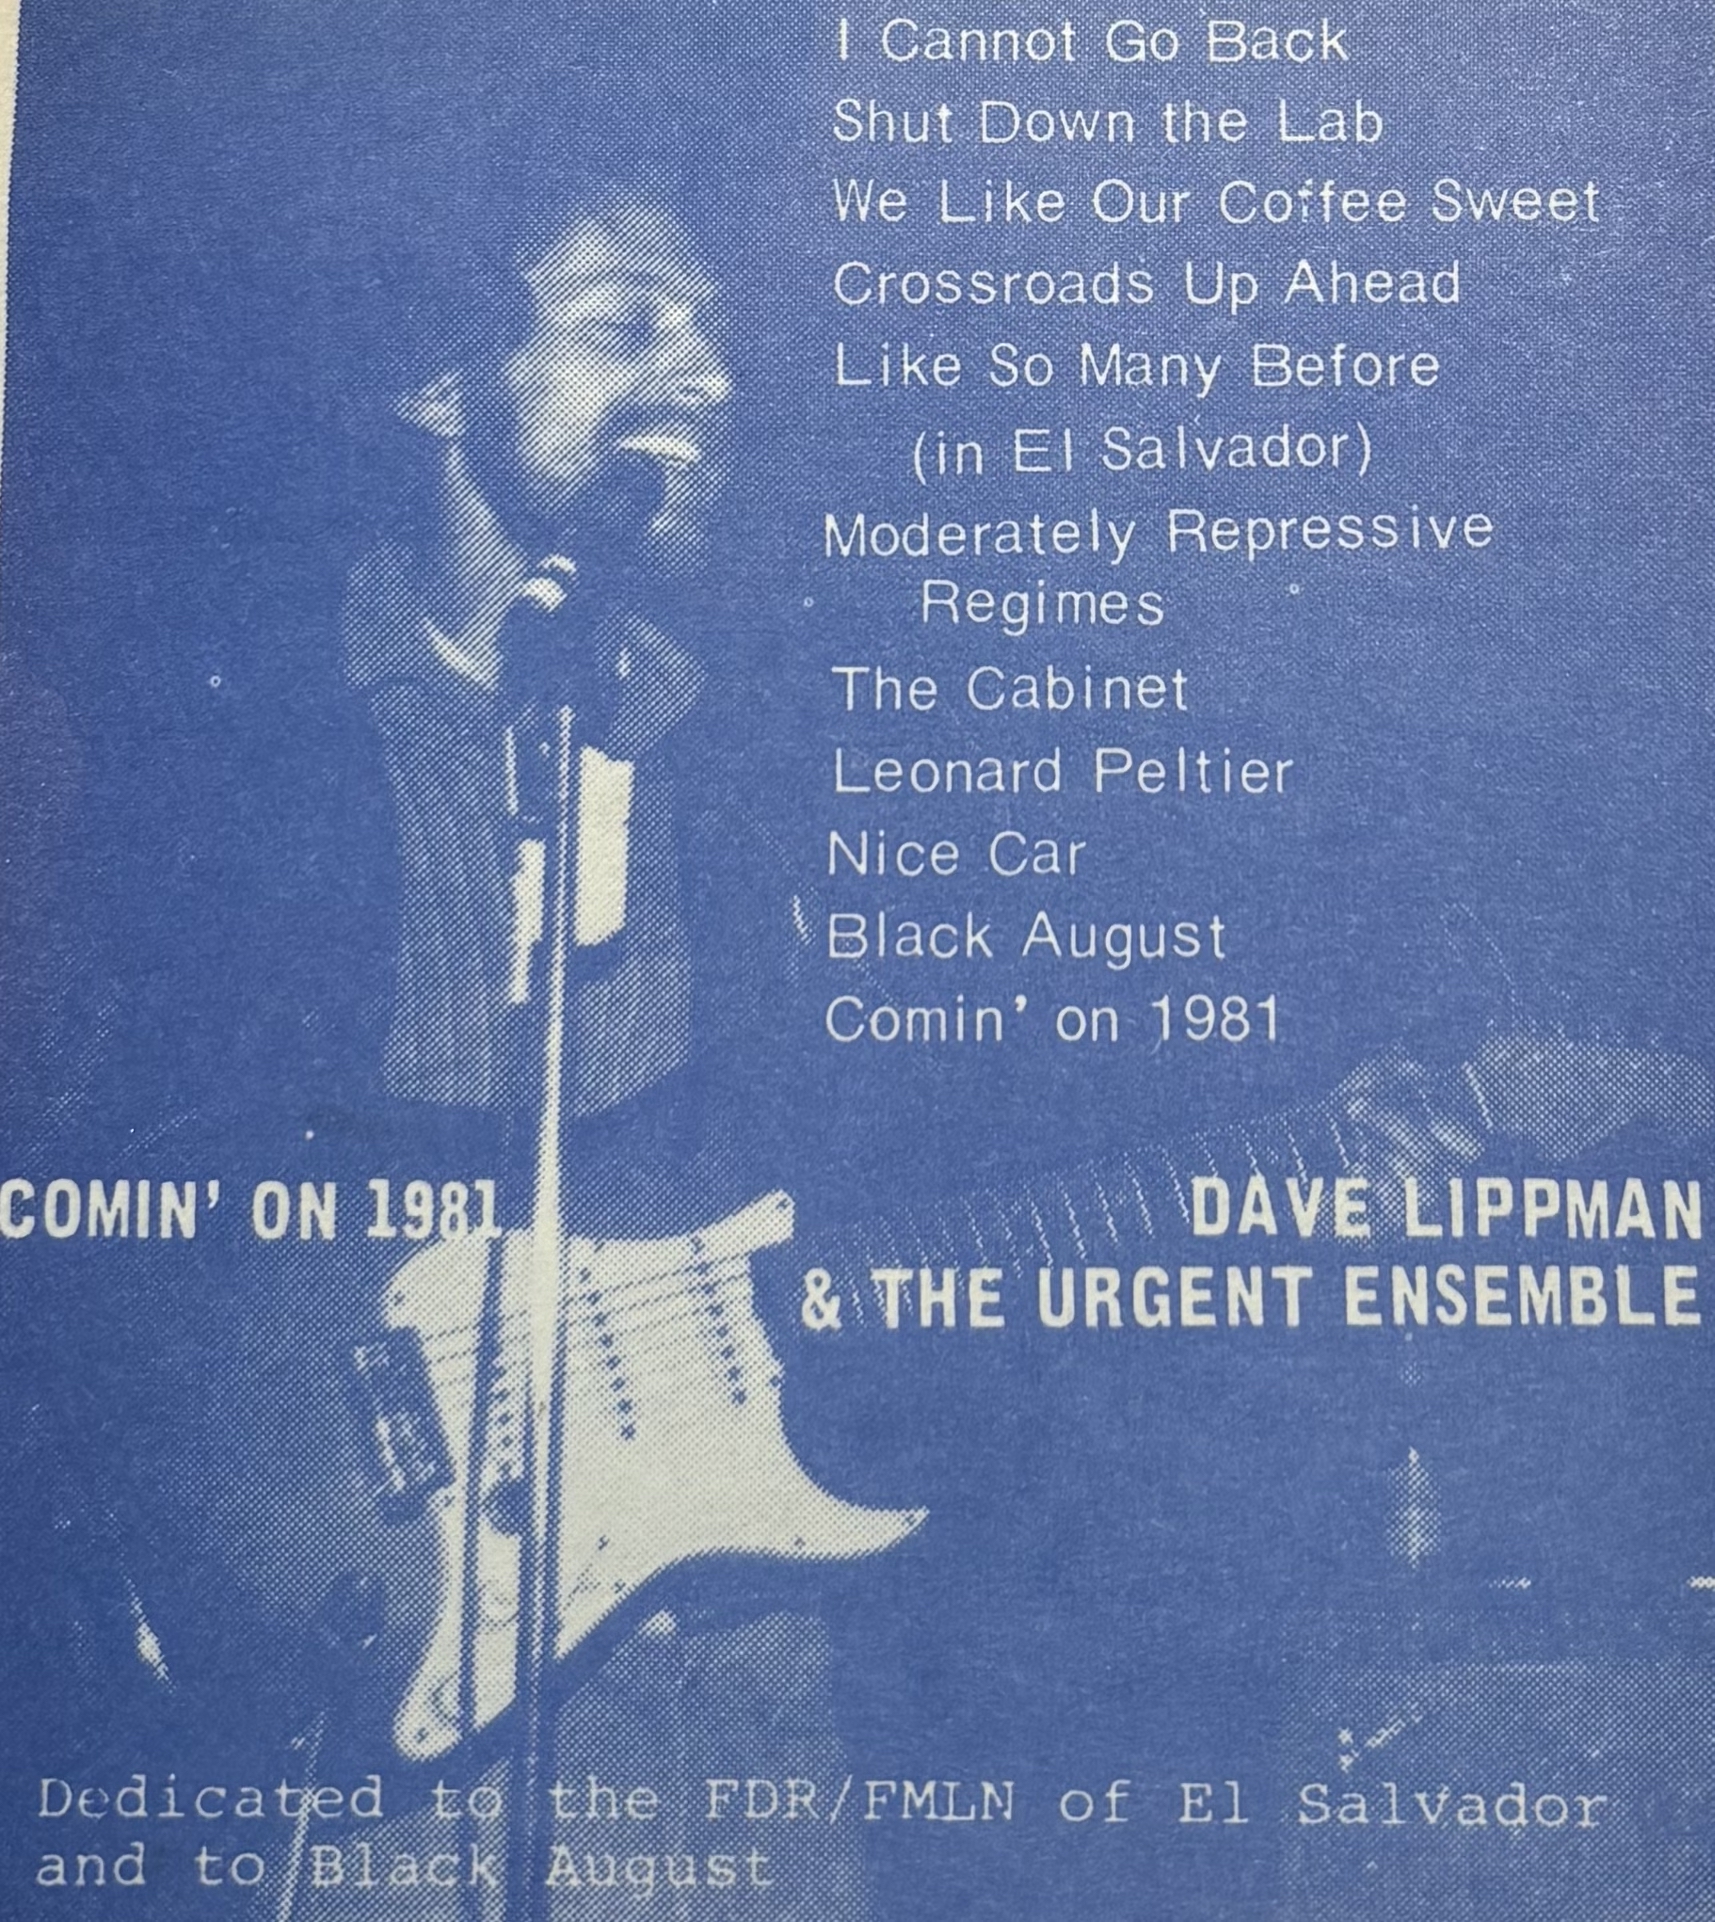 I Cannot Go Back
Shut Down the Lab
We Like Our Coffee Sweet
Crossroads Up Ahead
Like So Many Before
(in El Salvador)
Moderately Repressive
Regimes
The Cabinet
Leonard Peltier
Nice Car
Black August
Comin' on 1981
COMIN' ON 1981
DAVE LIPPMAN
& THE URGENT ENSEMBLE
Dedicated to the FDR/FMLN of El Salvador
and to Black August